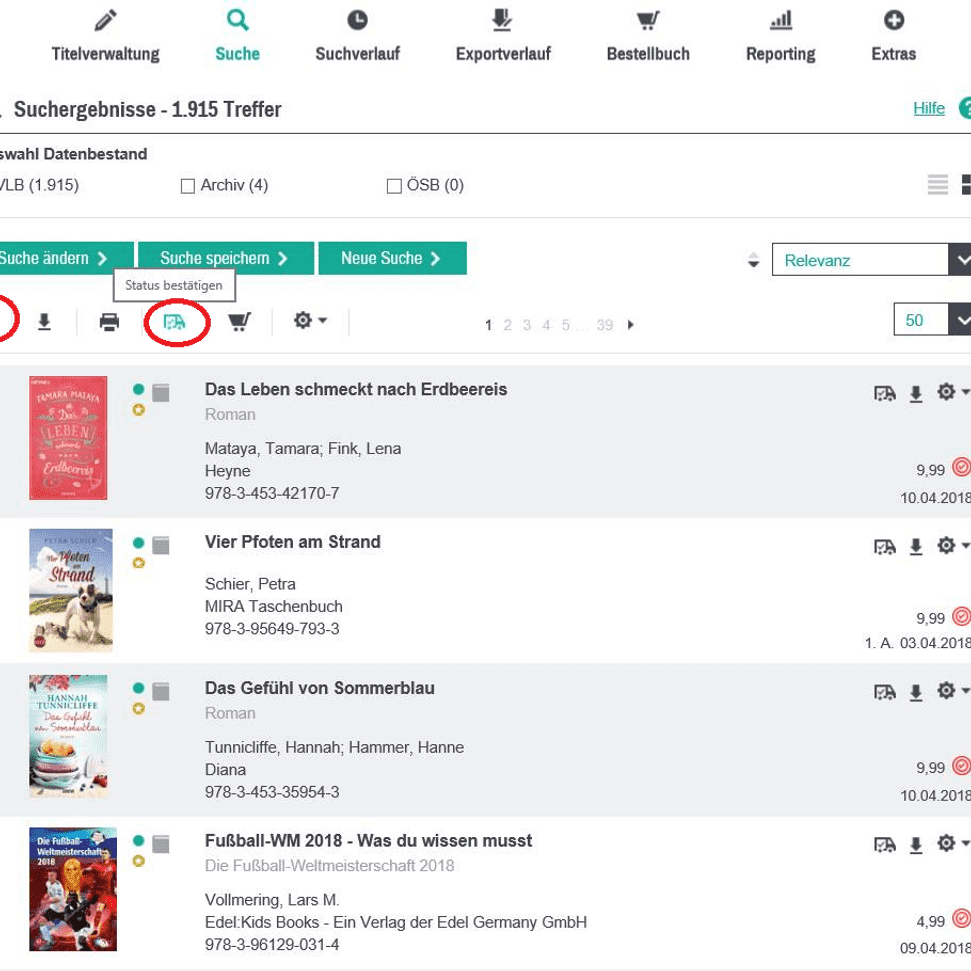 Titelverwaltung Suche Suchverlauf Exportverlauf Bestellbuch Reporting Extras
Suchergebnisse - 1.915 Treffer Hilfe ?
swahl Datenbestand
VLB (1.915) Archiv (4) ÖSB (0)
Suche ändern Suche speichern Neue Suche Relevanz
Status bestätigen
1 2 3 4 5 ... 39 50
HEYNE
TAMARA MATAYA
Das
LEBEN
schmeckt
nach
Erdbeereis
Das Leben schmeckt nach Erdbeereis
Roman
Mataya, Tamara; Fink, Lena
Heyne
978-3-453-42170-7
9,99
10.04.2018
PETRA SCHIER
Vier Pfoten
am
Strand
Vier Pfoten am Strand
Schier, Petra
MIRA Taschenbuch
978-3-95649-793-3
9,99
1. A. 03.04.2018
HANNAH
TUNNICLIFFE
Das Gefühl
von Sommerblau
Das Gefühl von Sommerblau
Roman
Tunnicliffe, Hannah; Hammer, Hanne
Diana
978-3-453-35954-3
9,99
10.04.2018
Die Fußball-
Weltmeisterschaft
2018
Fußball-WM 2018 - Was du wissen musst
Die Fußball-Weltmeisterschaft 2018
Vollmering, Lars M.
Edel:Kids Books - Ein Verlag der Edel Germany GmbH
978-3-96129-031-4
4,99
09.04.2018